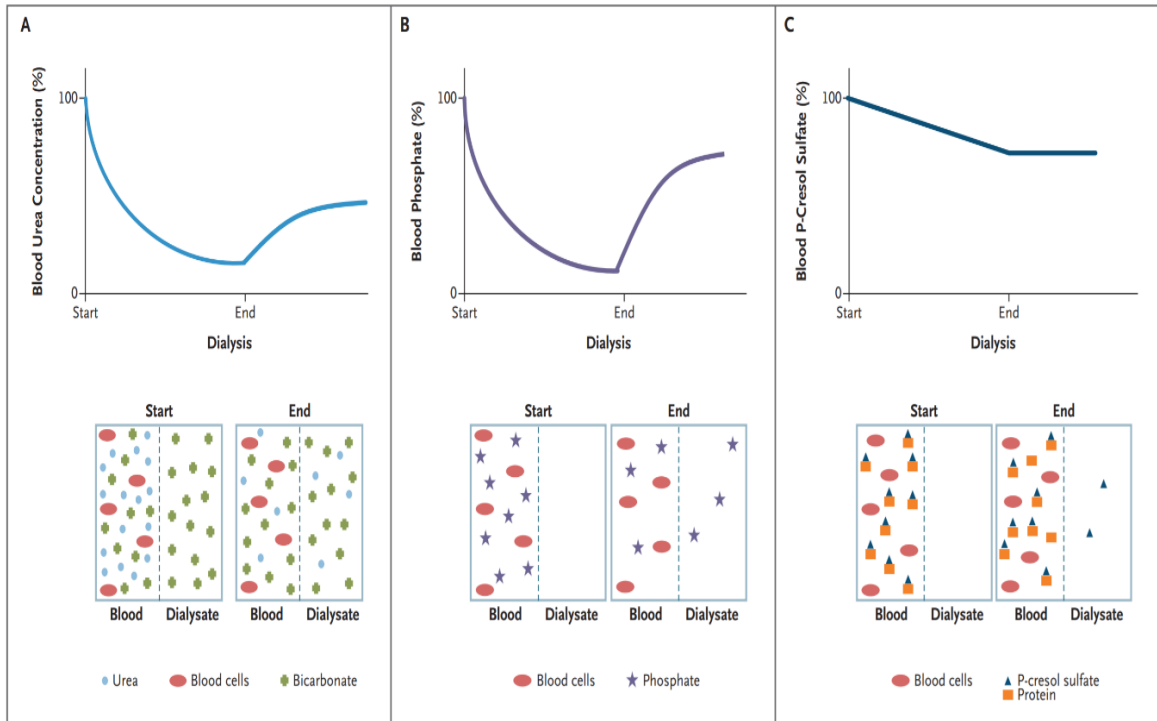 A
Blood Urea Concentration (%)
100
0
Start
End
Dialysis
Start
End
Blood
Dialysate
Blood
Dialysate
Urea
Blood cells
Bicarbonate
B
Blood Phosphate (%)
100
0
Start
End
Dialysis
Start
End
Blood
Dialysate
Blood
Dialysate
Blood cells
Phosphate
C
Blood P-Cresol Sulfate (%)
100
0
Start
End
Dialysis
Start
End
Blood
Dialysate
Blood
Dialysate
Blood cells
P-cresol sulfate
Protein